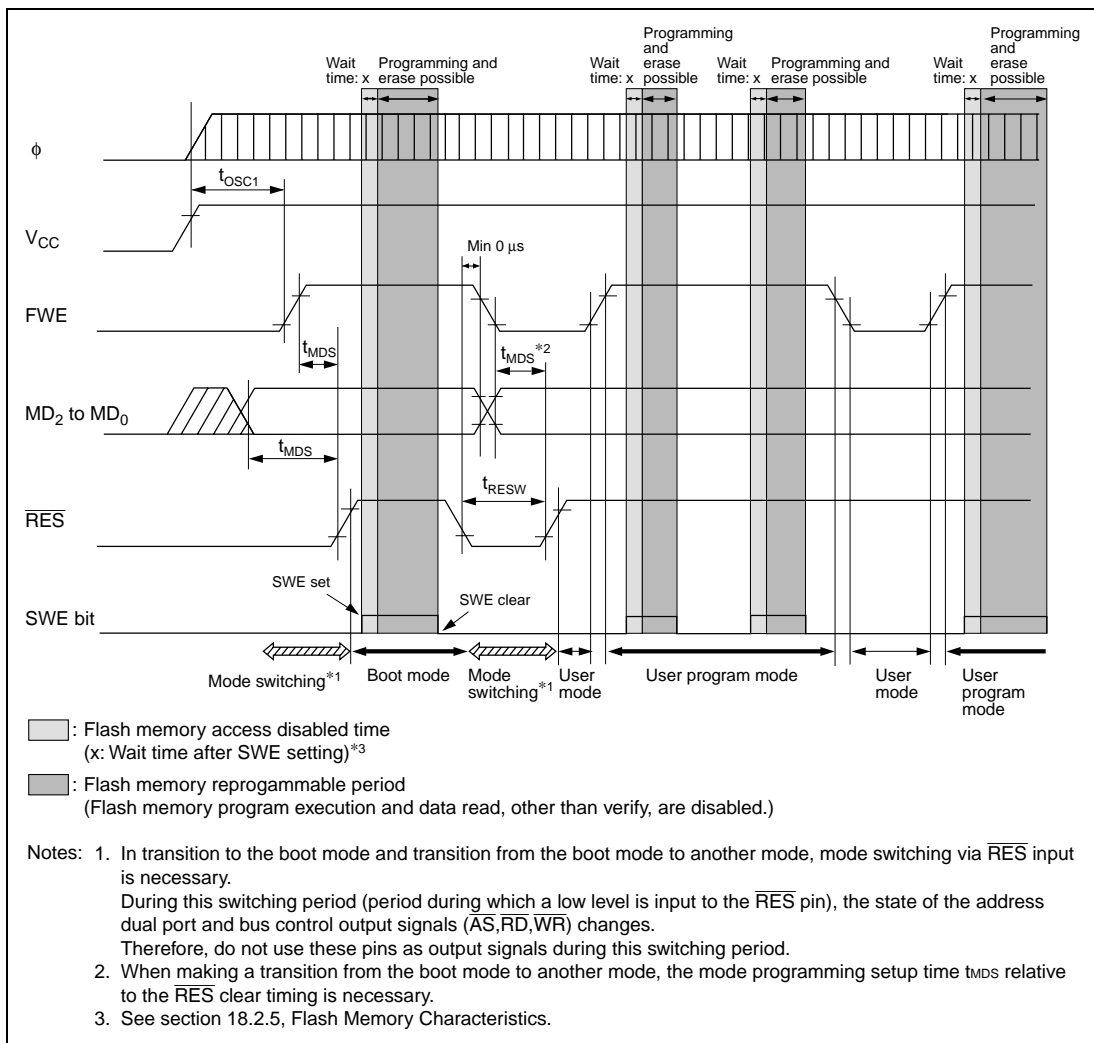 Programming
and
erase
possible
Wait
time: x
Programming and
erase possible
Wait
time: x
Wait
time: x
Programming and
erase possible
Wait
time: x
Programming
and
erase
possible
ϕ
tOSC1
VCC
Min 0 μs
FWE
tMDS
tMDS*2
MD2 to MD0
tMDS
tRESW
RES
SWE set
SWE clear
SWE bit
Mode switching*1
Boot mode
Mode
switching*1
User
mode
User program mode
User
mode
User
program
mode
: Flash memory access disabled time
(x: Wait time after SWE setting)*3
: Flash memory reprogammable period
(Flash memory program execution and data read, other than verify, are disabled.)
Notes: 1. In transition to the boot mode and transition from the boot mode to another mode, mode switching via RES input
is necessary.
During this switching period (period during which a low level is input to the RES pin), the state of the address
dual port and bus control output signals (AS,RD,WR) changes.
Therefore, do not use these pins as output signals during this switching period.
2. When making a transition from the boot mode to another mode, the mode programming setup time tMDS relative
to the RES clear timing is necessary.
3. See section 18.2.5, Flash Memory Characteristics.